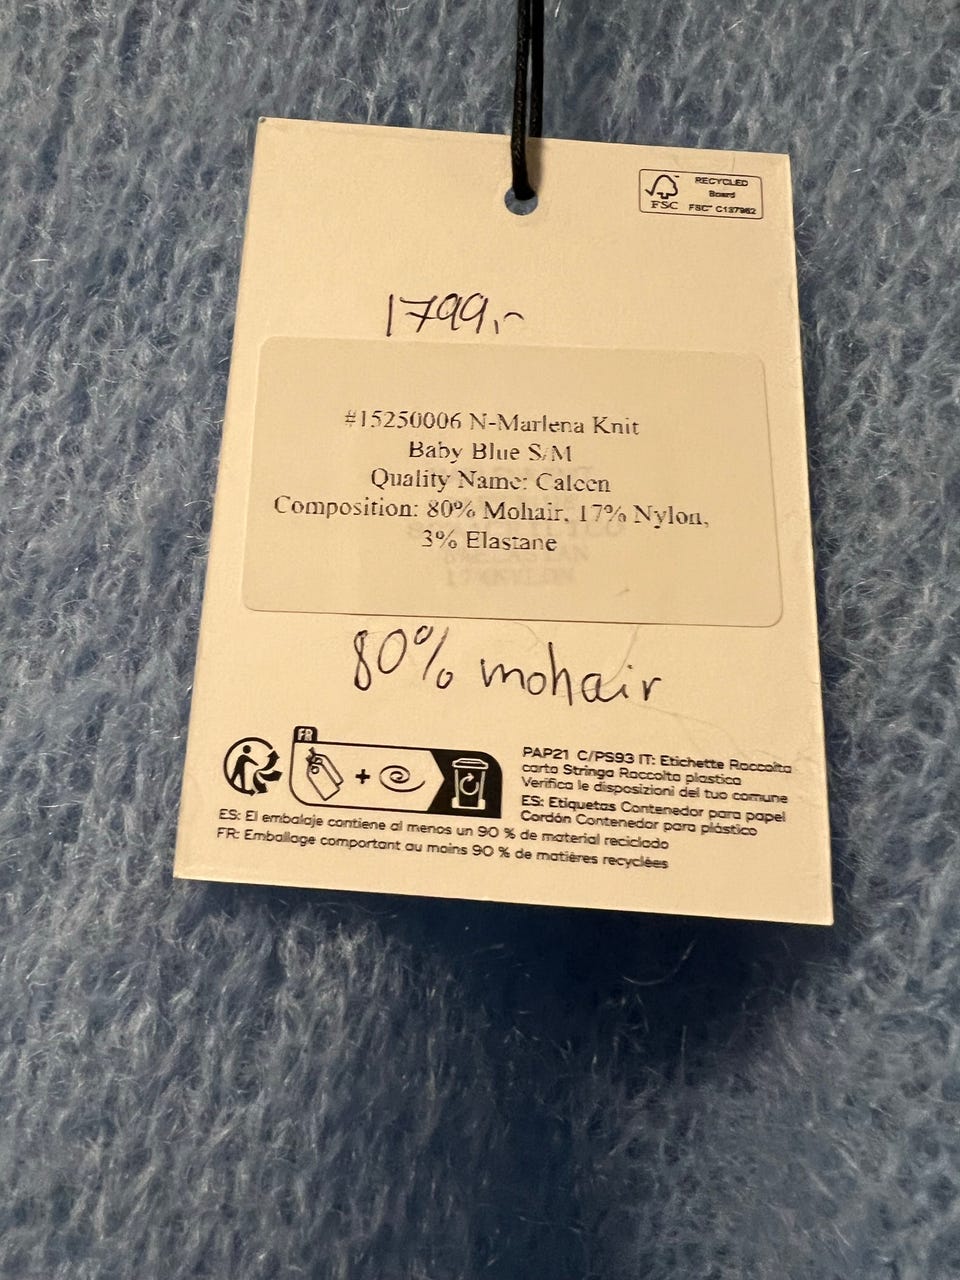 RECYCLED
Board
FSC
FSC™ C137982
1799,-
#15250006 N-Marlena Knit
Baby Blue S/M
Quality Name: Caleen
Composition: 80% Mohair, 17% Nylon,
3% Elastane
80% mohair
FR
PAP21 C/PS93 IT: Etichette Raccolta
carta Stringa Raccolta plastica
Verifica le disposizioni del tuo comune
ES: Etiquetas Contenedor para papel
Cordón Contenedor para plástico
ES: El embalaje contiene al menos un 90 % de material reciclado
FR: Emballage comportant au moins 90 % de matières recyclées